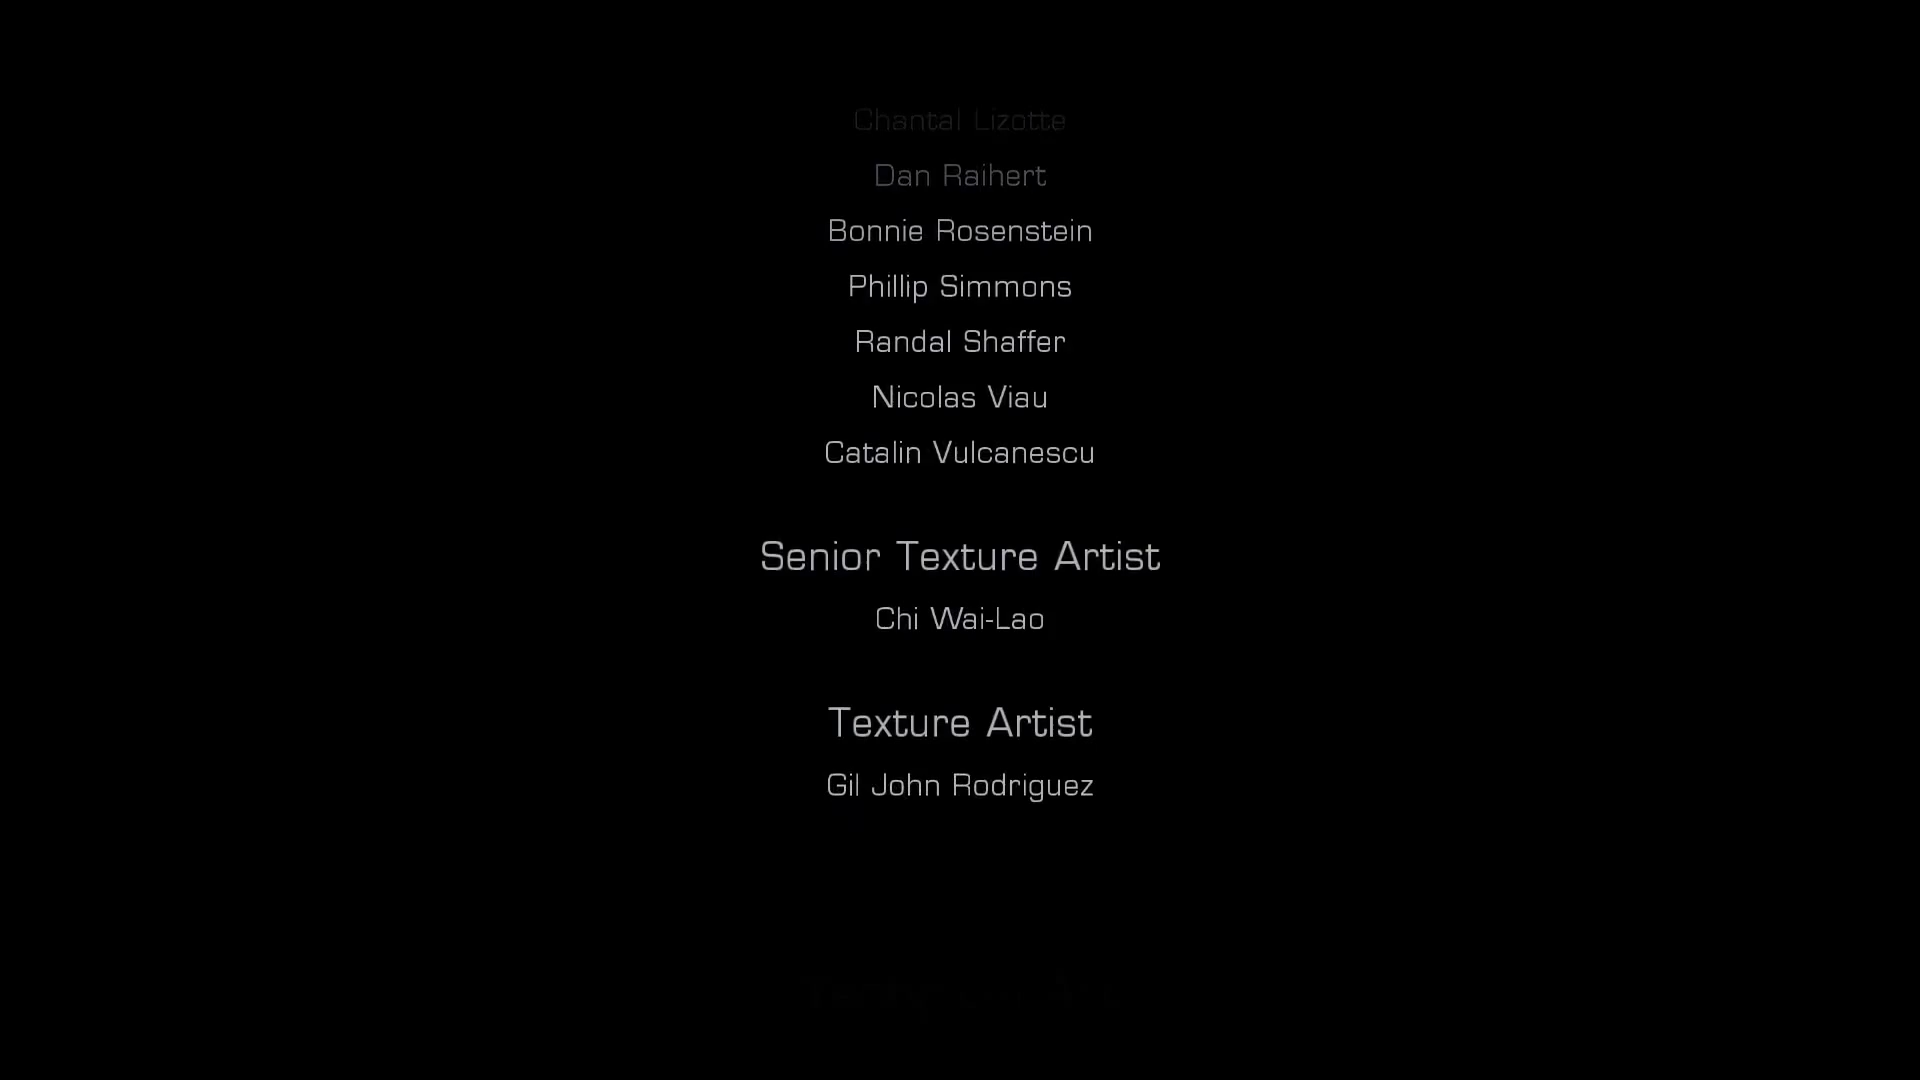 Chantal Lizotte
Dan Raihert
Bonnie Rosenstein
Phillip Simmons
Randal Shaffer
Nicolas Viau
Catalin Vulcanescu
Senior Texture Artist
Chi Wai-Lao
Texture Artist
Gil John Rodriguez